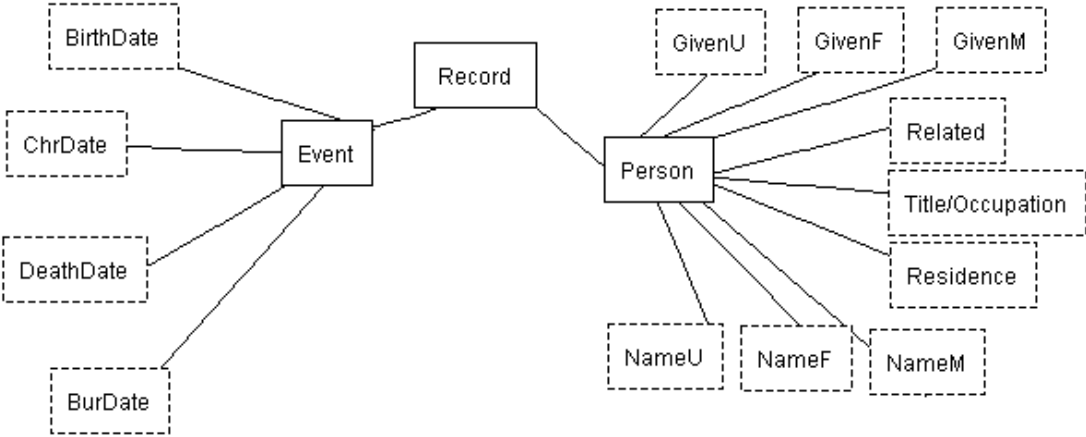 BirthDate
Record
GivenU
GivenF
GivenM
ChrDate
Event
Person
Related
Title/Occupation
DeathDate
Residence
NameU
NameF
NameM
BurDate